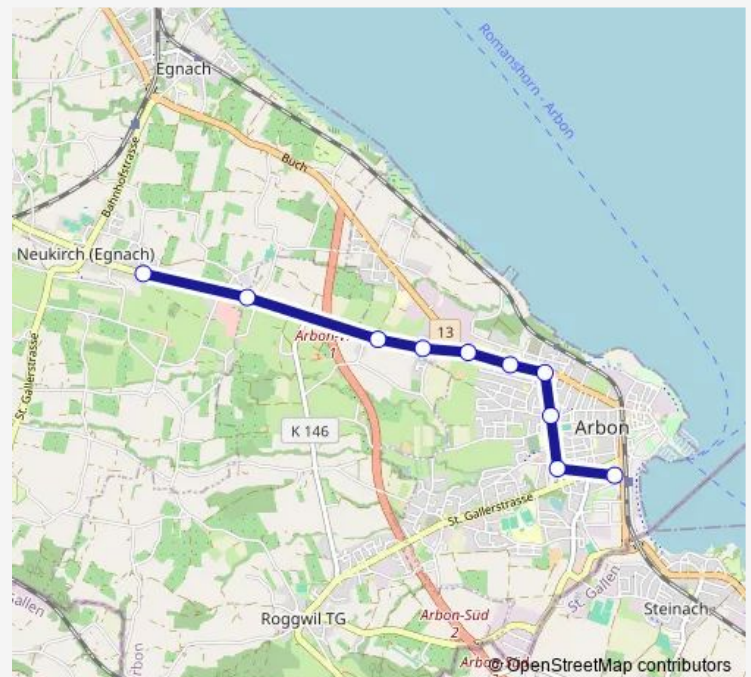 Egnach
Romanshorn - Arbon
Buch
Bahnhofstrasse
Neukirch (Egnach)
St. Gallerstrasse
13
1
K 146
Arbon
St. Gallerstrasse
St. Gallen
Steinach
Roggwil TG
Arbon-Süd
2
© OpenStreetMap contributors